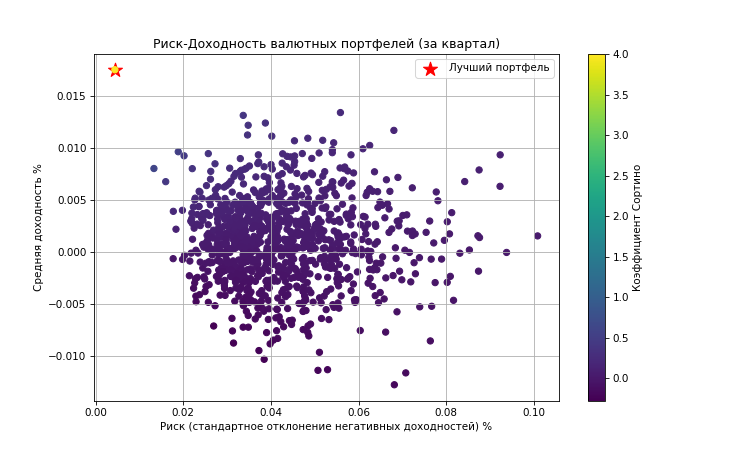 Риск-Доходность валютных портфелей (за квартал)
Лучший портфель
Средняя доходность %
0.015
0.010
0.005
0.000
−0.005
−0.010
0.00 0.02 0.04 0.06 0.08 0.10
Риск (стандартное отклонение негативных доходностей) %
4.0
3.5
3.0
2.5
2.0
1.5
1.0
0.5
0.0
Коэффициент Сортино